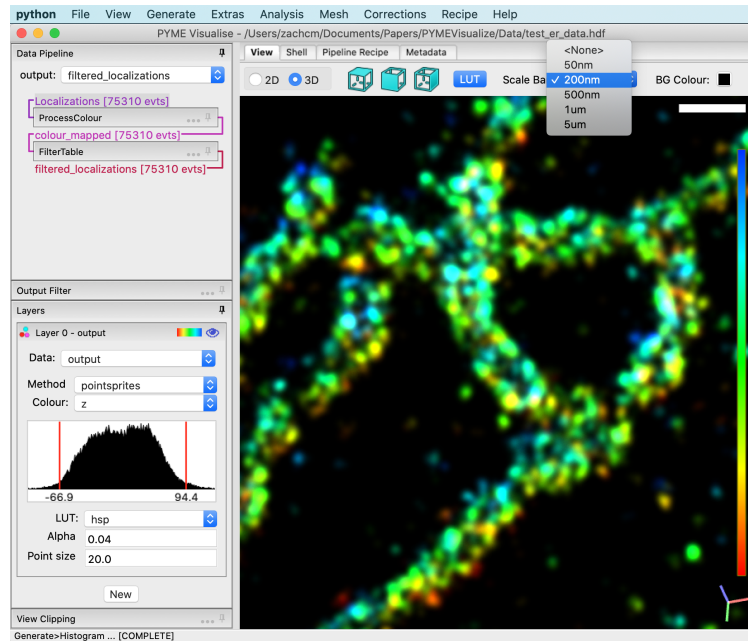 python File View Generate Extras Analysis Mesh Corrections Recipe Help
PYME Visualise - /Users/zachcm/Documents/Papers/PYMEVisualize/Data/test_er_data.hdf
Data Pipeline
output: filtered_localizations
Localizations [75310 evts]
ProcessColour ...
colour_mapped [75310 evts]
FilterTable ...
filtered_localizations [75310 evts]
Output Filter ...
Layers
Layer 0 - output
Data: output
Method pointsprites
Colour: z
-66.9 94.4
LUT: hsp
Alpha 0.04
Point size 20.0
New
View Clipping ...
Generate>Histogram ... [COMPLETE]
View Shell Pipeline Recipe Metadata
2D 3D LUT Scale Ba BG Colour:
<None>
50nm
✓ 200nm
500nm
1um
5um